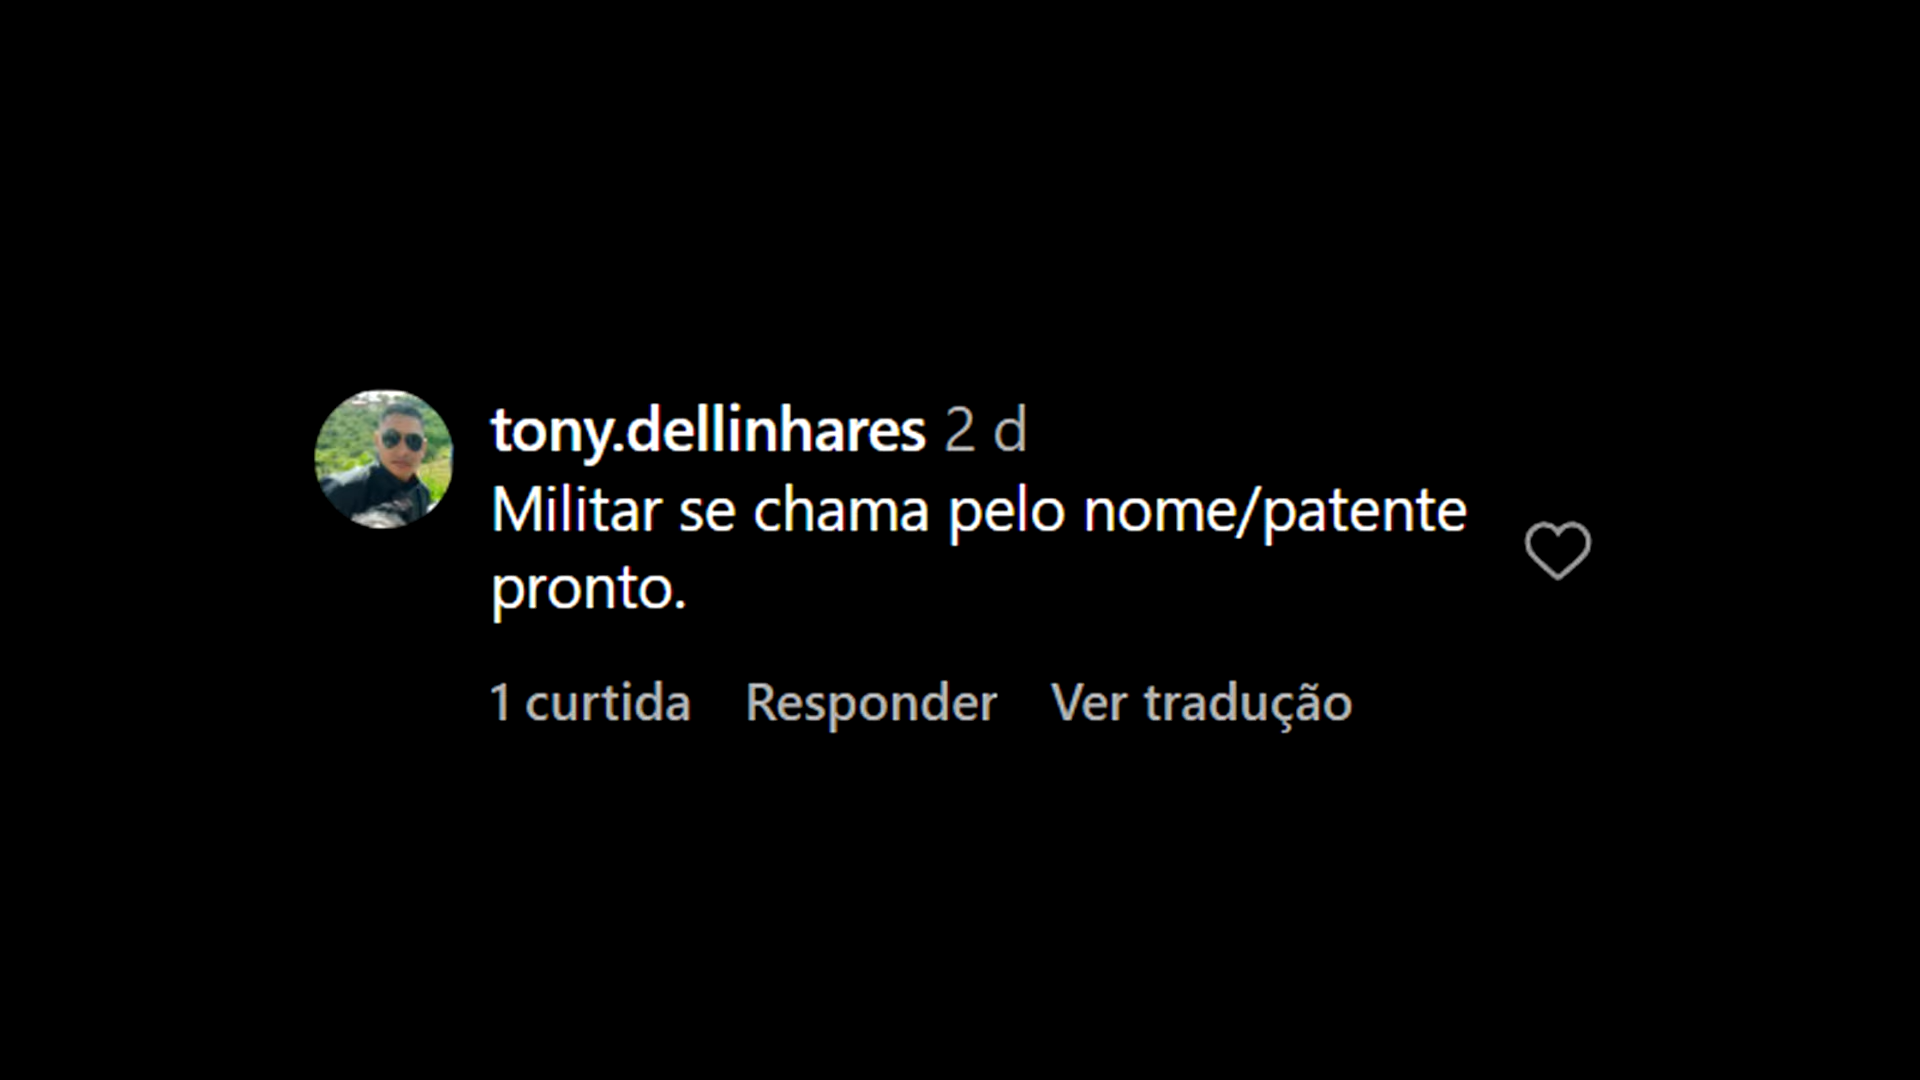 tony.dellinhares 2 d
Militar se chama pelo nome/patente
pronto.
1 curtida Responder Ver tradução